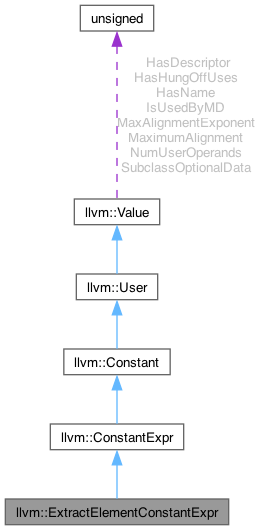 unsigned
HasDescriptor
HasHungOffUses
HasName
IsUsedByMD
MaxAlignmentExponent
MaximumAlignment
NumUserOperands
SubclassOptionalData
llvm::Value
llvm::User
llvm::Constant
llvm::ConstantExpr
llvm::ExtractElementConstantExpr